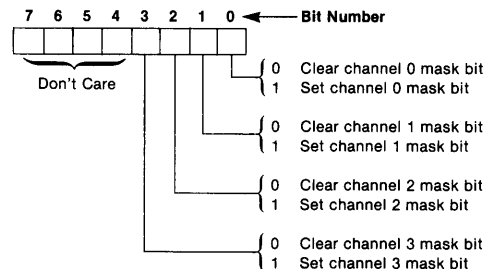 7 6 5 4 3 2 1 0 Bit Number
Don't Care
0 Clear channel 0 mask bit
1 Set channel 0 mask bit
0 Clear channel 1 mask bit
1 Set channel 1 mask bit
0 Clear channel 2 mask bit
1 Set channel 2 mask bit
0 Clear channel 3 mask bit
1 Set channel 3 mask bit